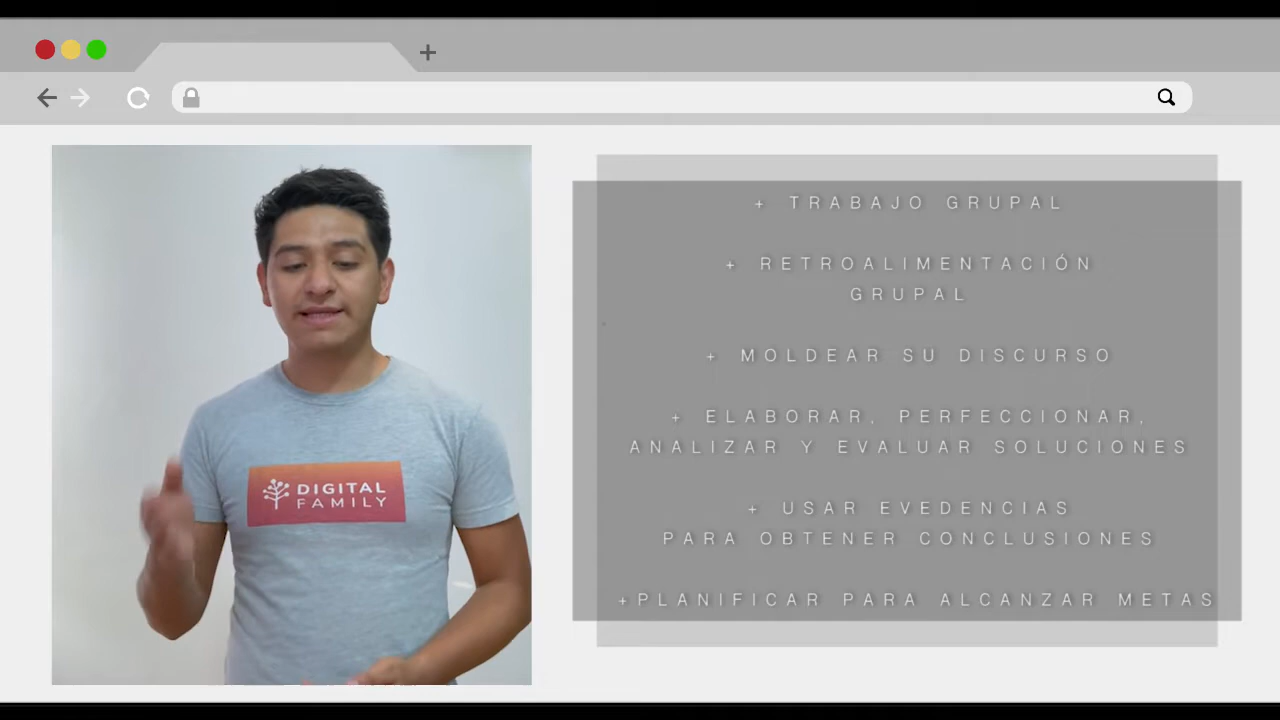 + TRABAJO GRUPAL
+ RETROALIMENTACIÓN
GRUPAL
+ MOLDEAR SU DISCURSO
+ ELABORAR, PERFECCIONAR,
ANALIZAR Y EVALUAR SOLUCIONES
+ USAR EVEDENCIAS
PARA OBTENER CONCLUSIONES
+PLANIFICAR PARA ALCANZAR METAS
DIGITAL
FAMILY